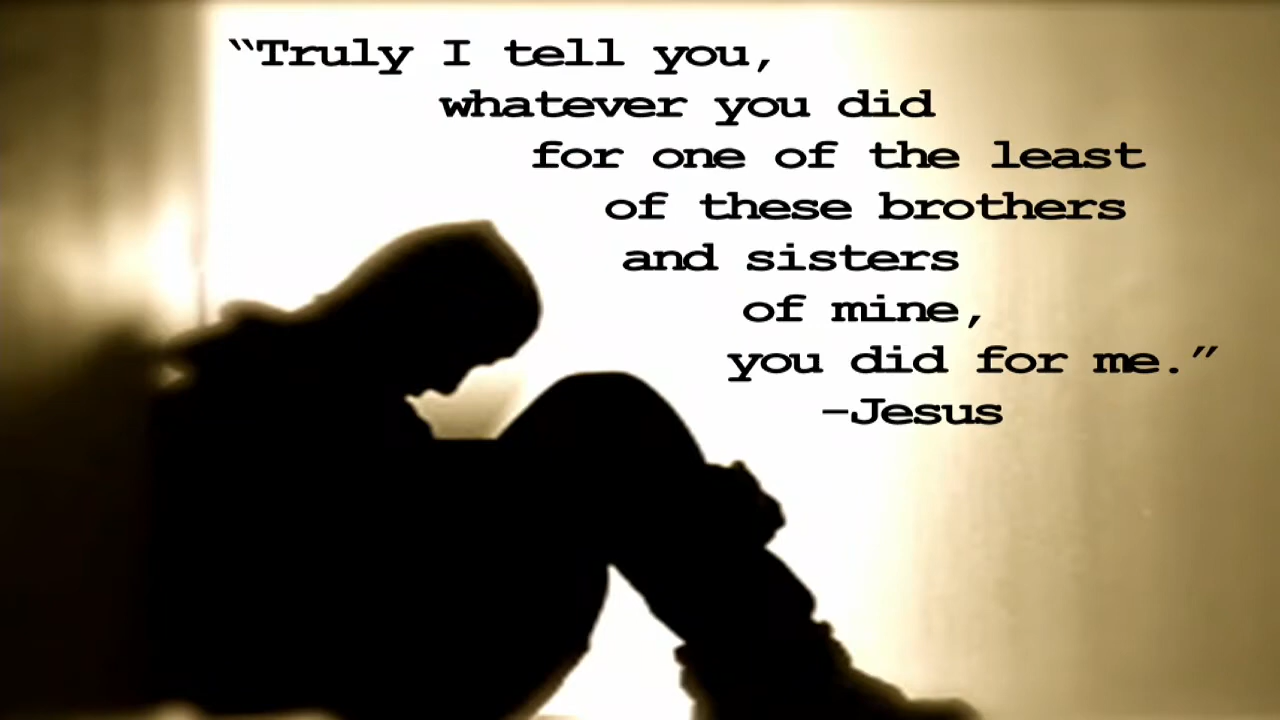 “Truly I tell you,
whatever you did
for one of the least
of these brothers
and sisters
of mine,
you did for me.”
-Jesus